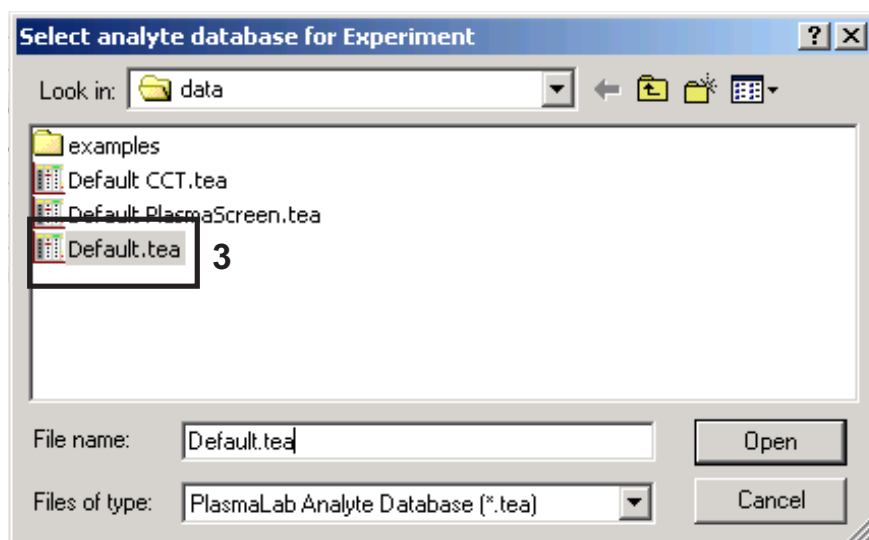 Select analyte database for Experiment
Look in: data
examples
Default CCT.tea
Default PlasmaScreen.tea
Default.tea 3
File name: Default.tea Open
Files of type: PlasmaLab Analyte Database (*.tea) Cancel